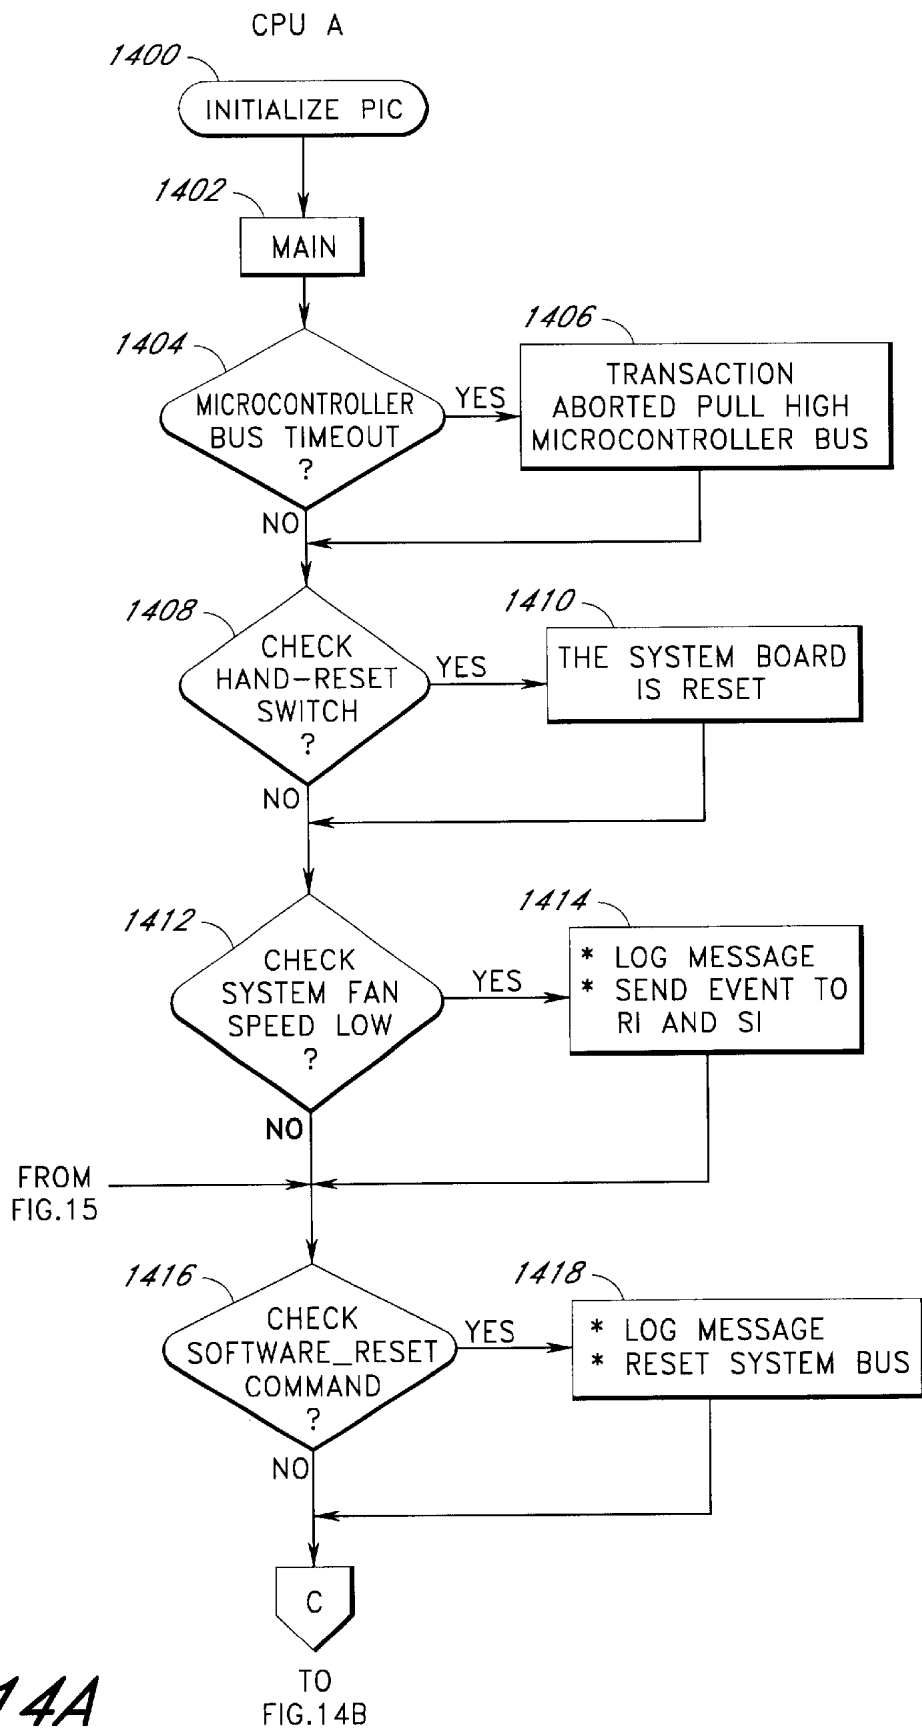 CPU A
1400
INITIALIZE PIC
1402
MAIN
1404
MICROCONTROLLER
BUS TIMEOUT
?
YES
1406
TRANSACTION
ABORTED PULL HIGH
MICROCONTROLLER BUS
NO
1408
CHECK
HAND-RESET
SWITCH
?
YES
1410
THE SYSTEM BOARD
IS RESET
NO
1412
CHECK
SYSTEM FAN
SPEED LOW
?
YES
1414
* LOG MESSAGE
* SEND EVENT TO
RI AND SI
NO
FROM
FIG.15
1416
CHECK
SOFTWARE_RESET
COMMAND
?
YES
1418
* LOG MESSAGE
* RESET SYSTEM BUS
NO
C
TO
FIG.14B
14A